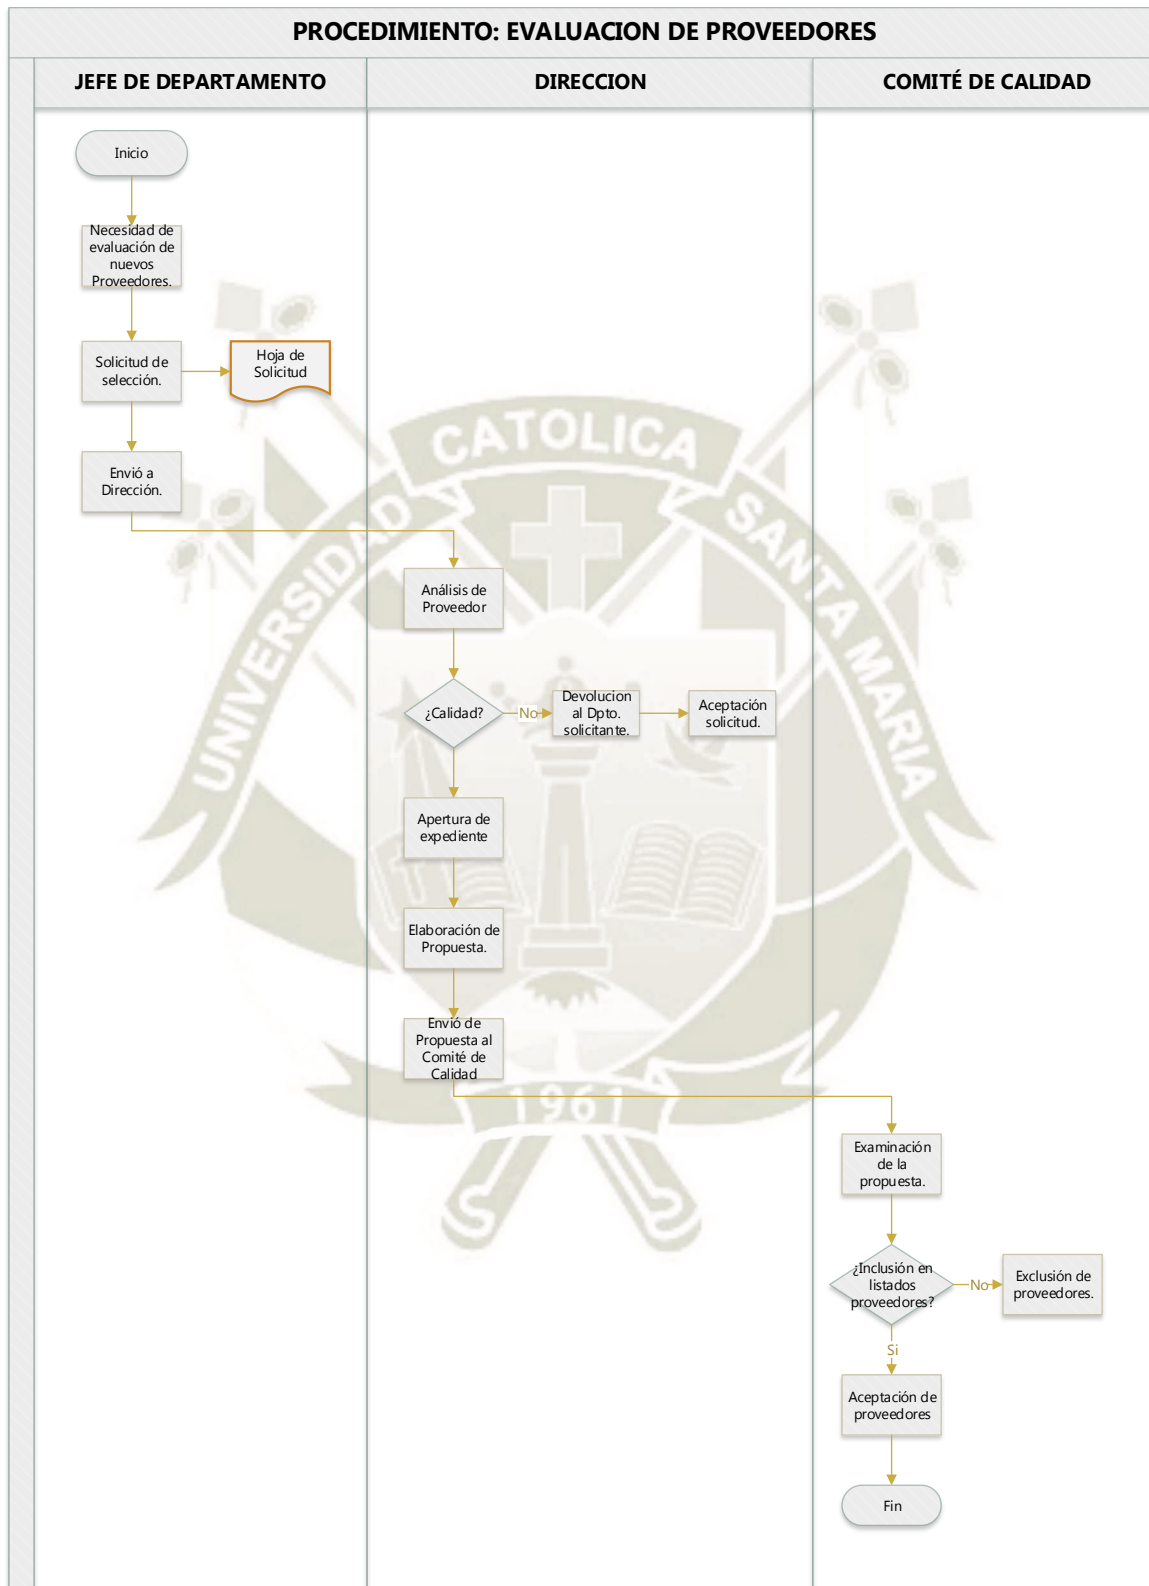 PROCEDIMIENTO: EVALUACION DE PROVEEDORES
JEFE DE DEPARTAMENTO
DIRECCION
COMITÉ DE CALIDAD
Inicio
Necesidad de
evaluación de
nuevos
Proveedores.
Solicitud de
selección.
Hoja de
Solicitud
Envió a
Dirección.
Análisis de
Proveedor
¿Calidad?
No
Devolucion
al Dpto.
solicitante.
Aceptación
solicitud.
Apertura de
expediente
Elaboración de
Propuesta.
Envió de
Propuesta al
Comité de
Calidad
Examinación
de la
propuesta.
¿Inclusión en
listados
proveedores?
No
Exclusión de
proveedores.
Si
Aceptación de
proveedores
Fin
UNIVERSIDAD
CATOLICA
SANTA MARIA
1961